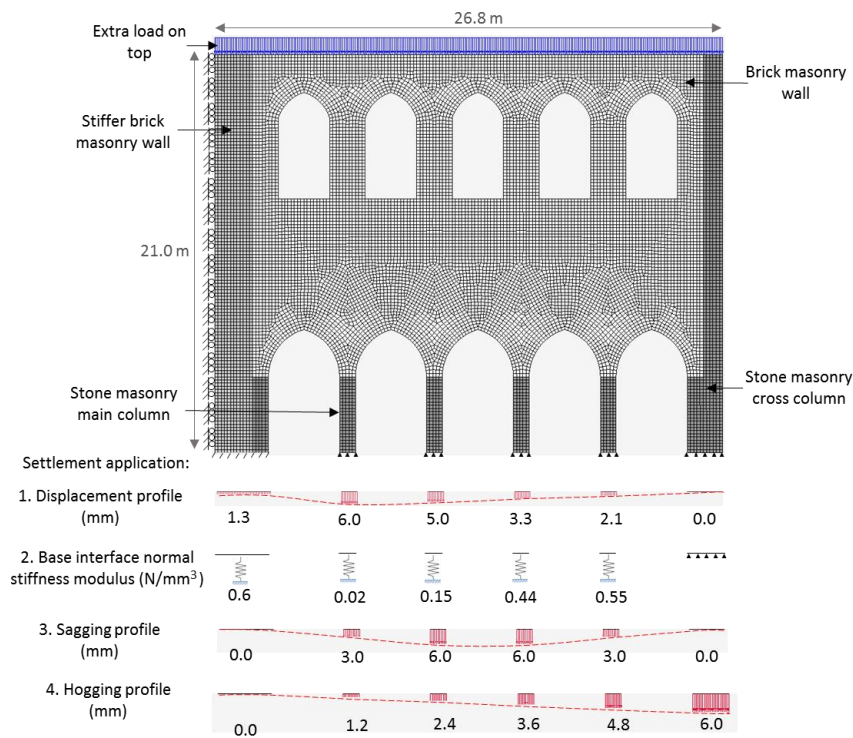 26.8 m
Extra load on
top
Brick masonry
wall
Stiffer brick
masonry wall
21.0 m
Stone masonry
main column
Stone masonry
cross column
Settlement application:
1. Displacement profile
(mm)
1.3 6.0 5.0 3.3 2.1 0.0
2. Base interface normal
stiffness modulus (N/mm³)
0.6 0.02 0.15 0.44 0.55
3. Sagging profile
(mm)
0.0 3.0 6.0 6.0 3.0 0.0
4. Hogging profile
(mm)
0.0 1.2 2.4 3.6 4.8 6.0